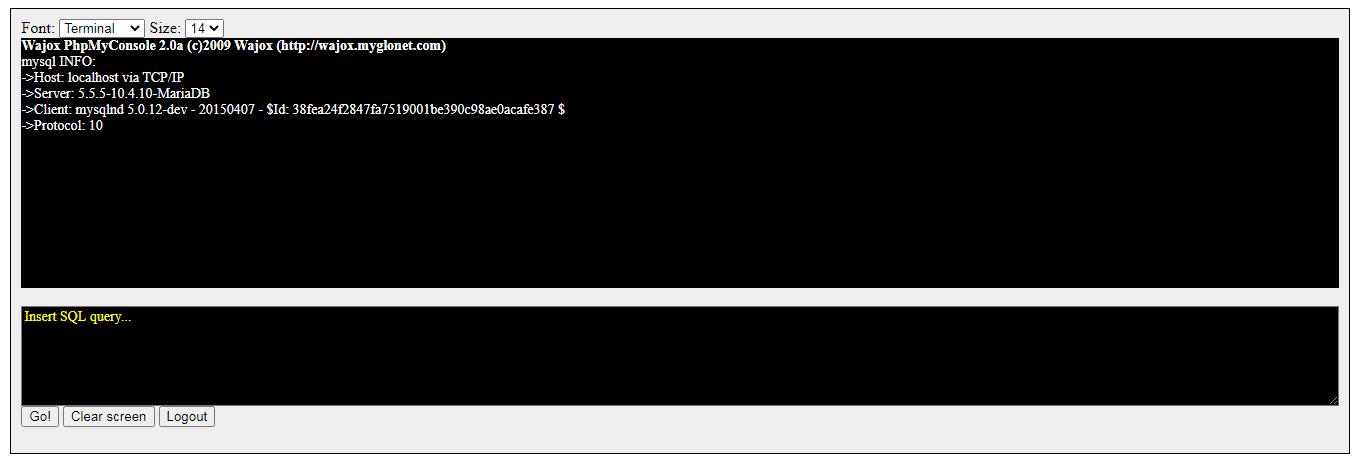 Font: Terminal Size: 14
Wajox PhpMyConsole 2.0a (c)2009 Wajox (http://wajox.myglonet.com)
mysql INFO:
->Host: localhost via TCP/IP
->Server: 5.5.5-10.4.10-MariaDB
->Client: mysqlnd 5.0.12-dev - 20150407 - $Id: 38fea24f2847fa7519001be390c98ae0acafe387 $
->Protocol: 10
Insert SQL query...
Go! Clear screen Logout